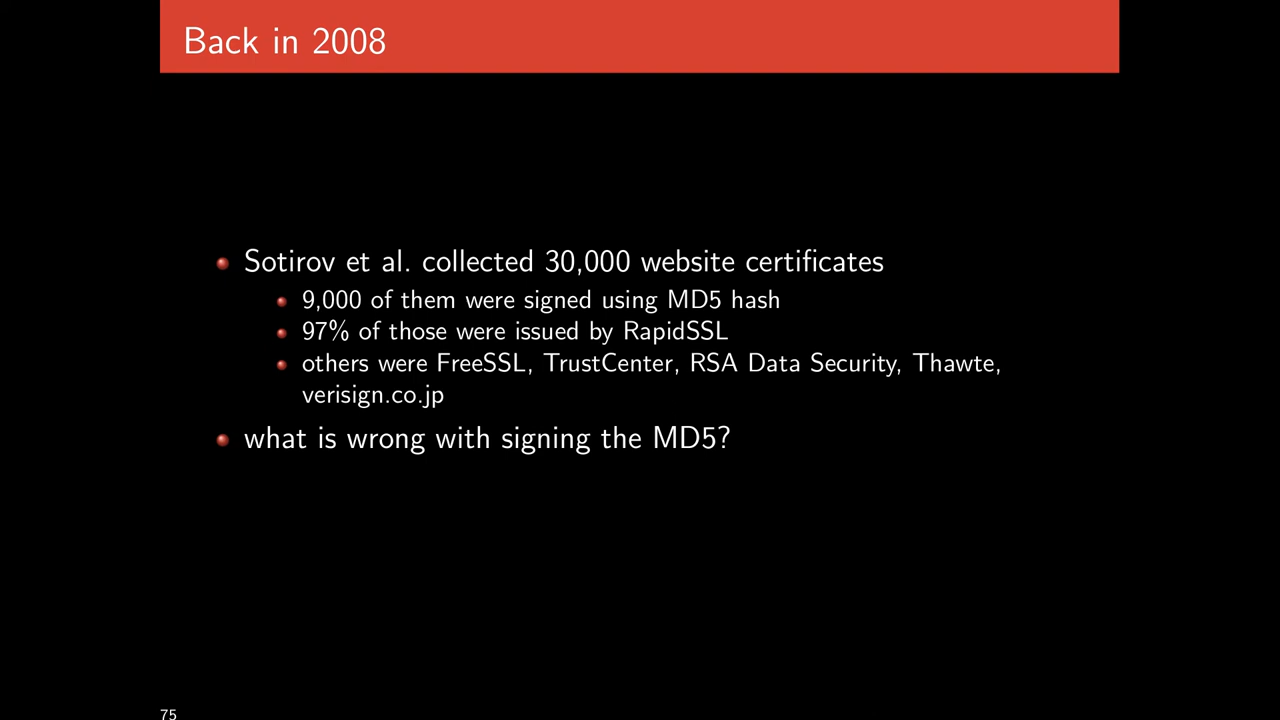 Back in 2008
Sotirov et al. collected 30,000 website certificates
9,000 of them were signed using MD5 hash
97% of those were issued by RapidSSL
others were FreeSSL, TrustCenter, RSA Data Security, Thawte,
verisign.co.jp
what is wrong with signing the MD5?
75